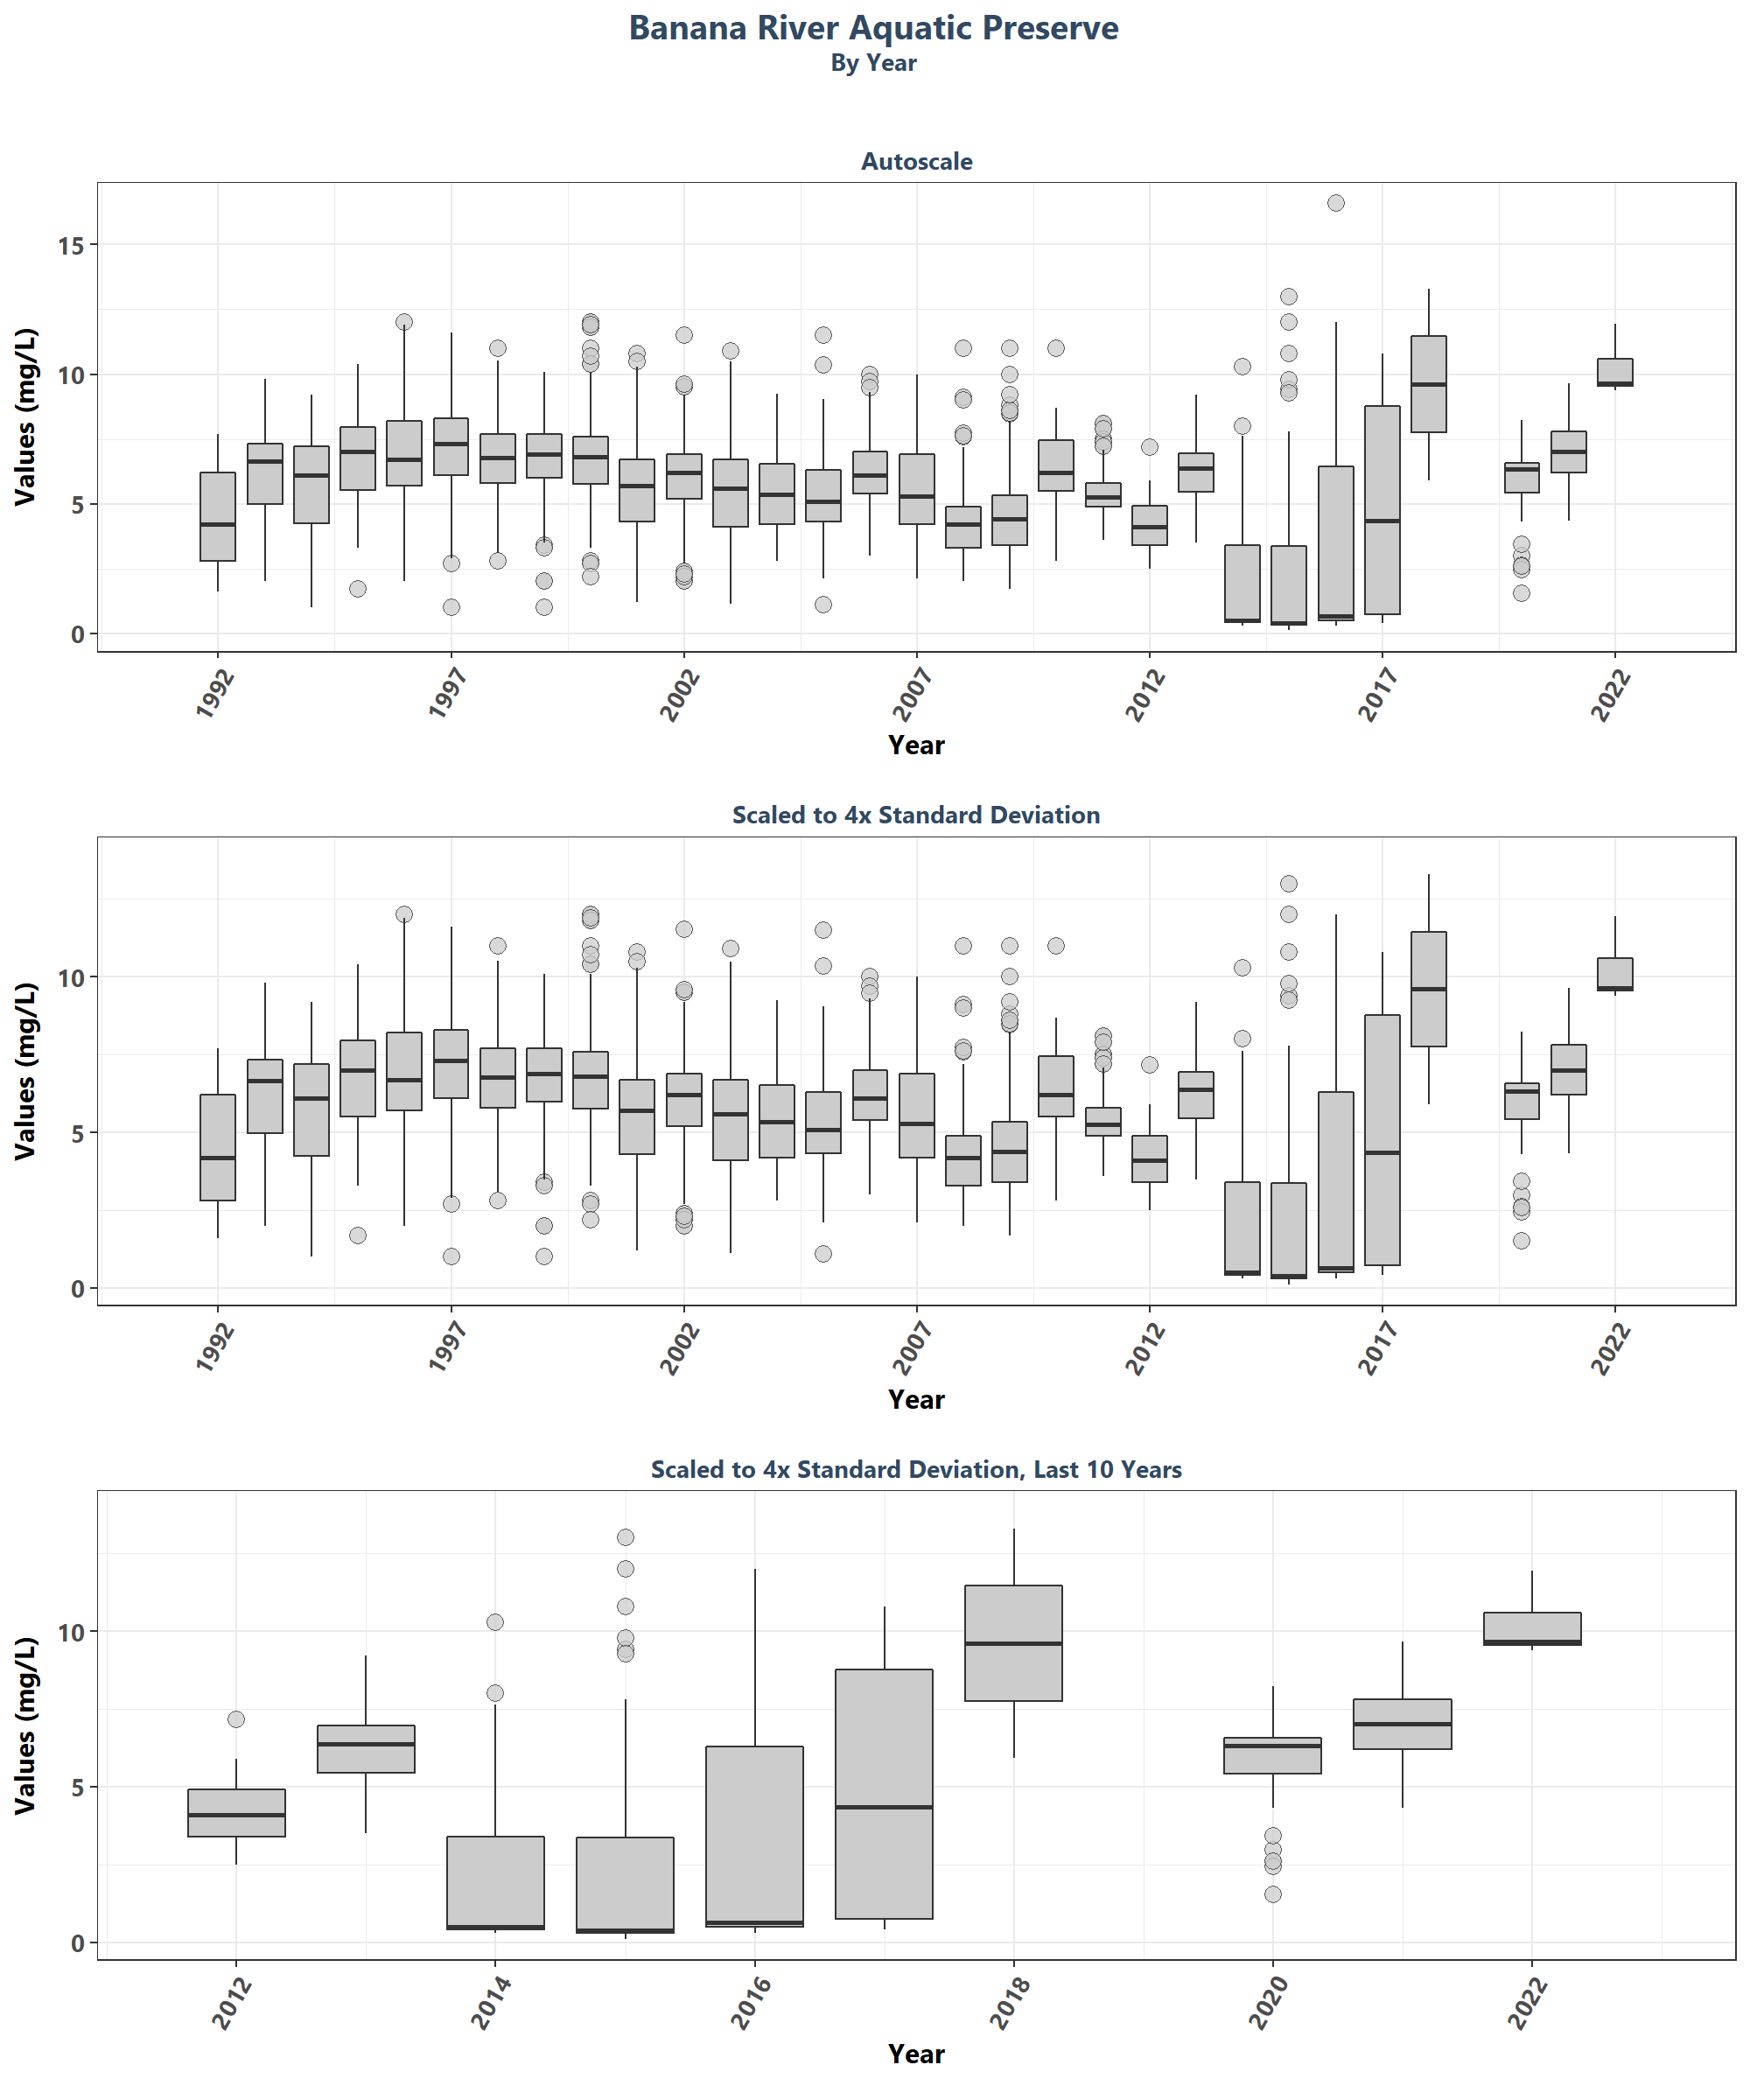 Banana River Aquatic Preserve
By Year
Autoscale
Values (mg/L)
15
10
5
0
1992 1997 2002 2007 2012 2017 2022
Year
Scaled to 4x Standard Deviation
Values (mg/L)
10
5
0
1992 1997 2002 2007 2012 2017 2022
Year
Scaled to 4x Standard Deviation, Last 10 Years
Values (mg/L)
10
5
0
2012 2014 2016 2018 2020 2022
Year